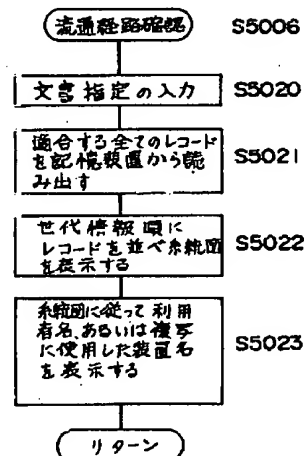 流通経路確認 S5006
文書指定の入力 S5020
適合する全てのレコード S5021
を記憶装置から読
み出す
世代情報順に S5022
レコードを並べ系統図
を表示する
系統図に従って利用 S5023
者名、あるいは複写
に使用した装置名
を表示する
リターン